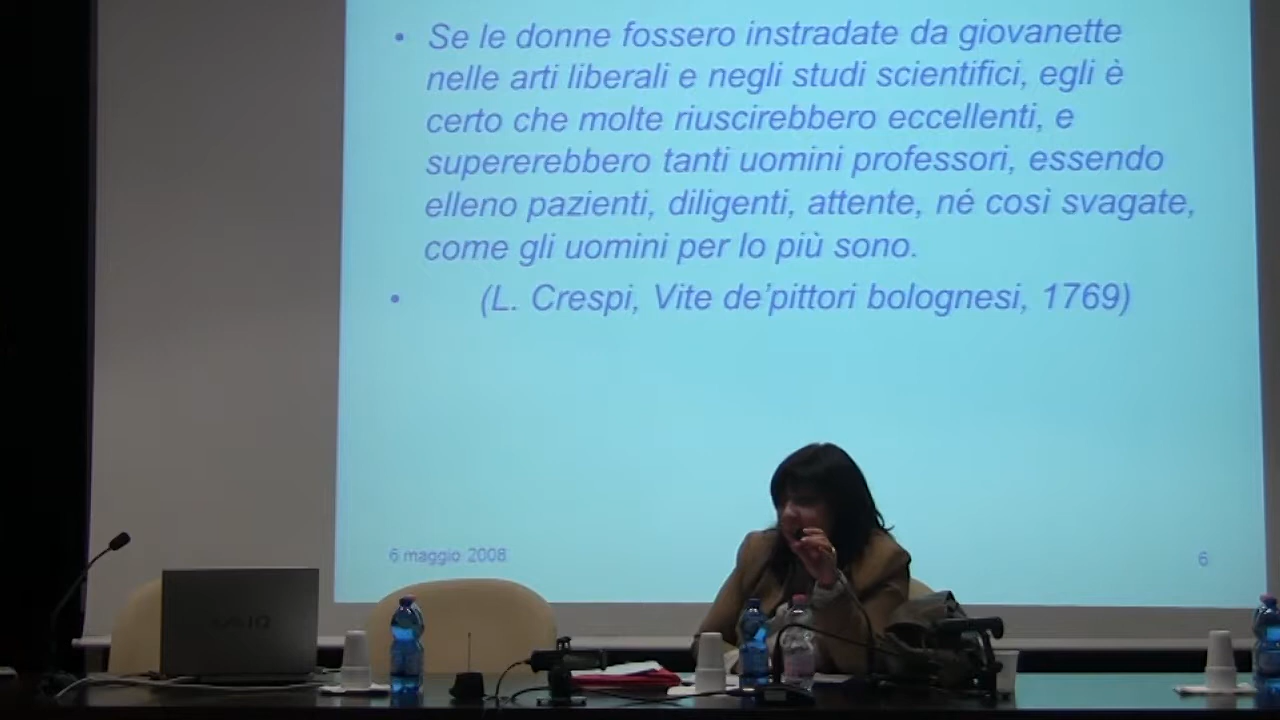 • Se le donne fossero instradate da giovanette
nelle arti liberali e negli studi scientifici, egli è
certo che molte riuscirebbero eccellenti, e
supererebbero tanti uomini professori, essendo
elleno pazienti, diligenti, attente, né così svagate,
come gli uomini per lo più sono.
• (L. Crespi, Vite de'pittori bolognesi, 1769)
6 maggio 2008
6
VAIO